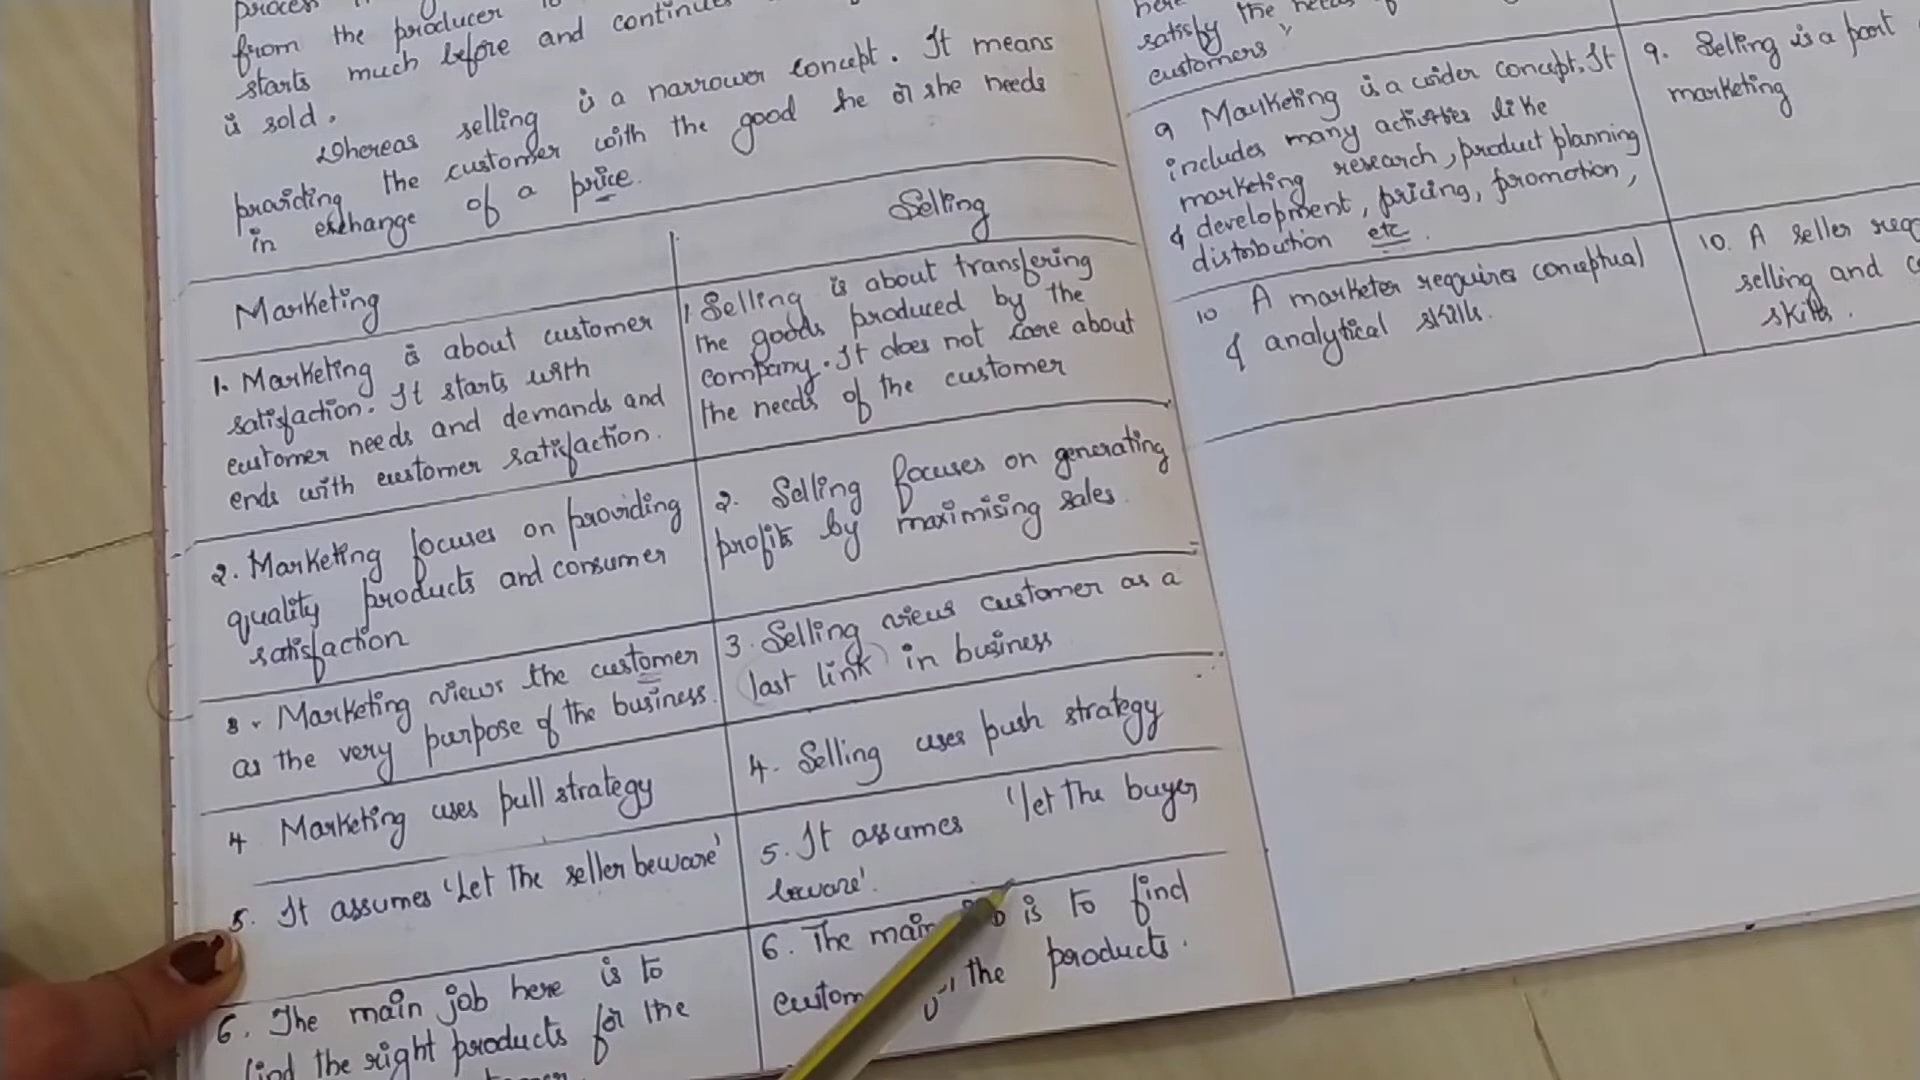 from the producer
starts much before and continues
is sold.
Whereas selling is a narrower concept. It means
providing the customer with the good he or she needs
in exchange of a price.
Marketing
1. Marketing is about customer
satisfaction. It starts with
customer needs and demands and
ends with customer satisfaction.
2. Marketing focuses on providing
quality products and consumer
satisfaction
3. Marketing views the customer
as the very purpose of the business.
4 Marketing uses pull strategy
5. It assumes 'Let the seller beware'
6. The main job here is to
find the right products for the
Selling
1. Selling is about transfering
the goods produced by the
company. It does not care about
the needs of the customer
2. Selling focuses on generating
profits by maximising sales.
3. Selling views customer as a
last link in business
4. Selling uses push strategy
5. It assumes 'let the buyer
beware'.
6. The main is to find
the products.
satisfy the needs of
customers
9 Marketing is a wider concept. It
includes many activities like
marketing research, product planning
& development, pricing, promotion,
distribution etc.
10 A marketer requires conceptual
& analytical skills.
9. Selling is a part
marketing
10. A seller
selling and
skills.